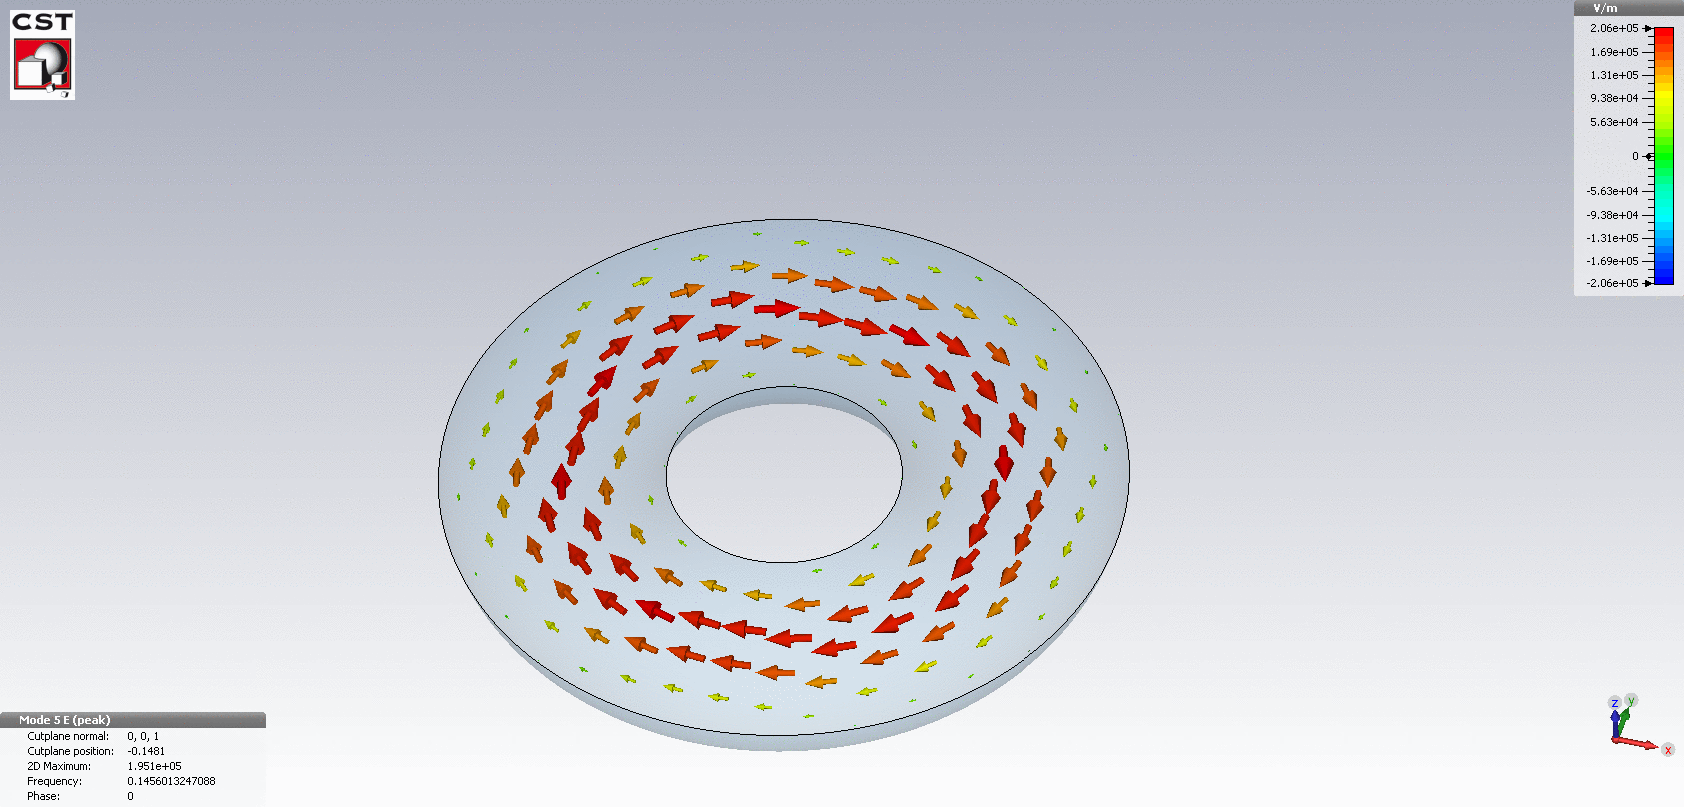 CST
V/m
2.06e+05
1.69e+05
1.31e+05
9.38e+04
5.63e+04
0
-5.63e+04
-9.38e+04
-1.31e+05
-1.69e+05
-2.06e+05
z y
x
Mode 5 E (peak)
Cutplane normal: 0, 0, 1
Cutplane position: -0.1481
2D Maximum: 1.951e+05
Frequency: 0.1456013247088
Phase: 0